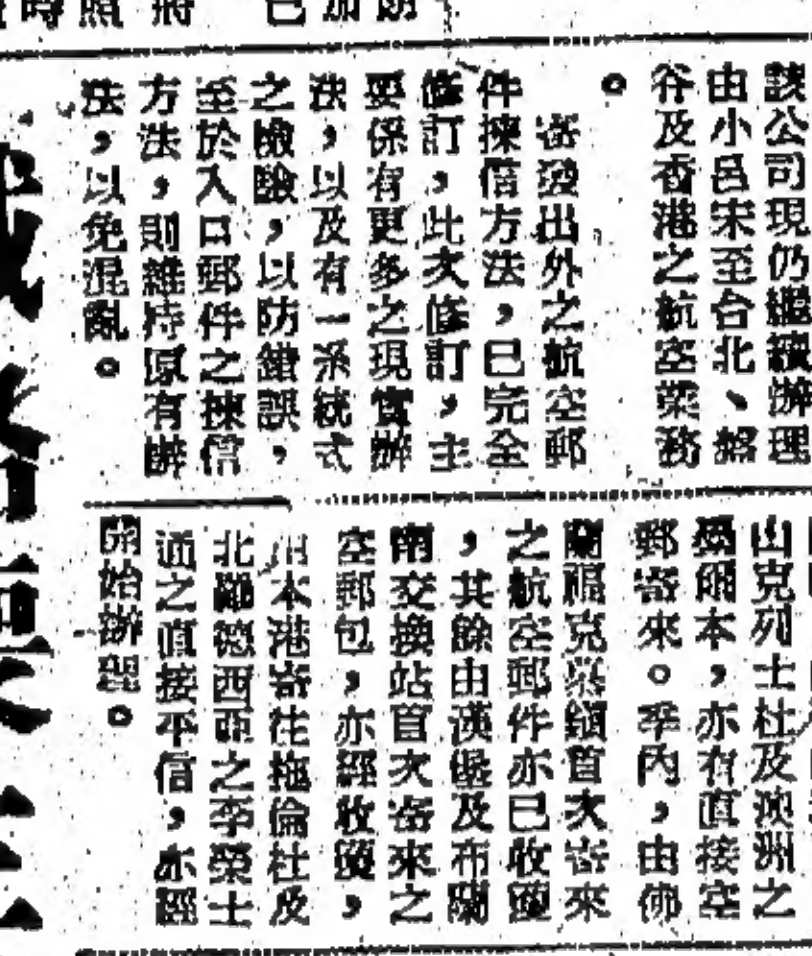 該公司現仍繼續辦理
由小呂宋至台北、盤
谷及香港之航空業務
。
寄發出外之航空郵
件揀信方法，已完全
修訂，此次修訂，主
要保有更多之現實辦
法，以及有一系統式
之檢驗，以防錯誤，
至於入口郵件之揀信
方法，則維持原有辦
法，以免混亂。
山克列士杜及澳洲之
爾本，亦有直接空
郵寄來。季內，由佛
蘭福克首次寄來
之航空郵件亦已收
，其餘由漢堡及布蘭
交換站首次寄來之
空郵包，亦經收，
由本港寄往拖倫杜及
北羅德西亞之李榮士
通之直接平信，亦經
開始辦理。